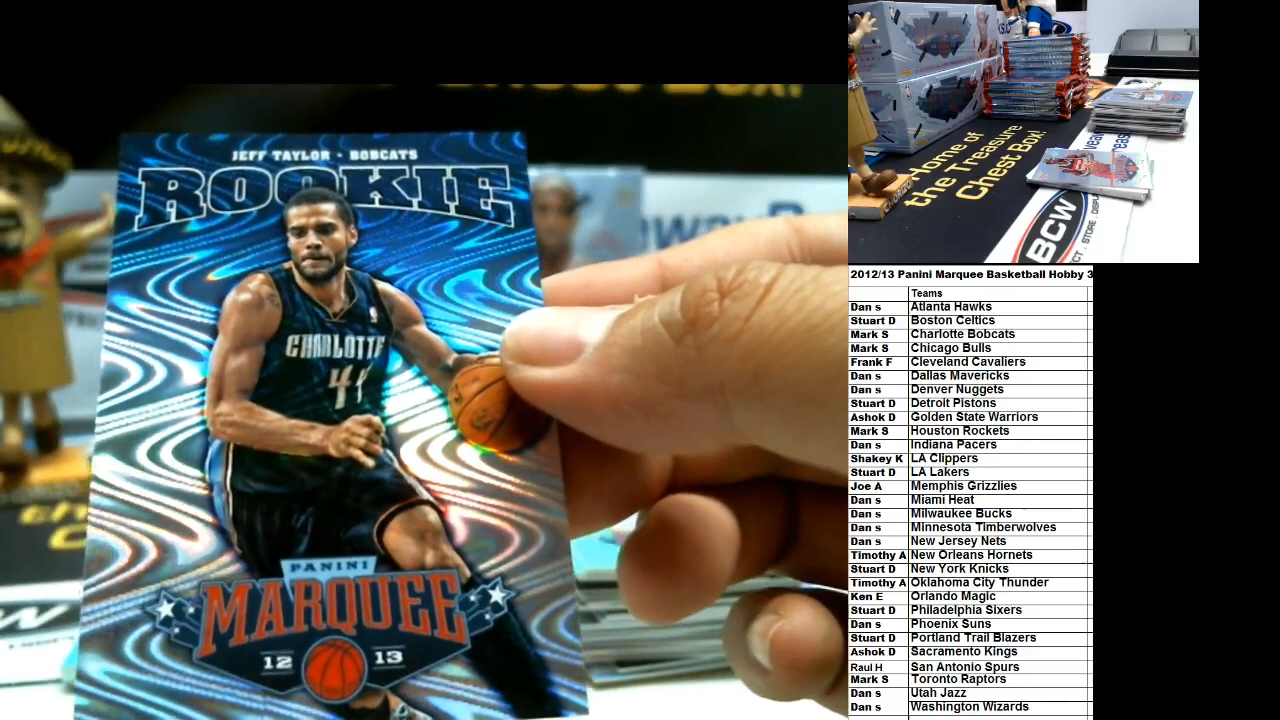 JEFF TAYLOR · BOBCATS
ROOKIE
CHARLOTTE
44
PANINI
MARQUEE
12 13
Home of
the Treasure
Chest Box!
BCW
2012/13 Panini Marquee Basketball Hobby 3
Teams
Dan s Atlanta Hawks
Stuart D Boston Celtics
Mark S Charlotte Bobcats
Mark S Chicago Bulls
Frank F Cleveland Cavaliers
Dan s Dallas Mavericks
Dan s Denver Nuggets
Stuart D Detroit Pistons
Ashok D Golden State Warriors
Mark S Houston Rockets
Dan s Indiana Pacers
Shakey K LA Clippers
Stuart D LA Lakers
Joe A Memphis Grizzlies
Dan s Miami Heat
Dan s Milwaukee Bucks
Dan s Minnesota Timberwolves
Dan s New Jersey Nets
Timothy A New Orleans Hornets
Stuart D New York Knicks
Timothy A Oklahoma City Thunder
Ken E Orlando Magic
Stuart D Philadelphia Sixers
Dan s Phoenix Suns
Stuart D Portland Trail Blazers
Ashok D Sacramento Kings
Raul H San Antonio Spurs
Mark S Toronto Raptors
Dan s Utah Jazz
Dan s Washington Wizards